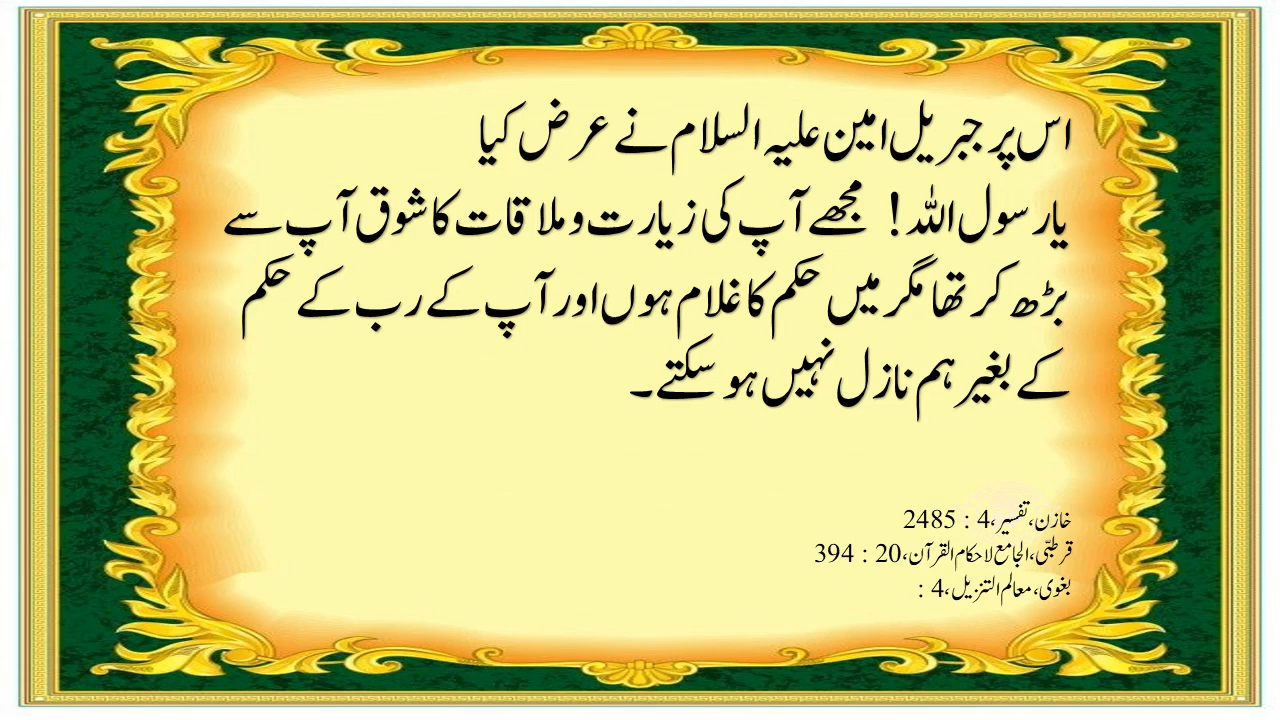 اس پر جبریل امین علیہ السلام نے عرض کیا
یارسول اللہ! مجھے آپ کی زیارت و ملاقات کا شوق آپ سے
بڑھ کر تھا مگر میں حکم کا غلام ہوں اور آپ کے رب کے حکم
کے بغیر ہم نازل نہیں ہو سکتے۔
خازن، تفسیر، 4 : 2485
قرطبی، الجامع لاحکام القرآن، 20 : 394
بغوی، معالم التنزیل، 4 :